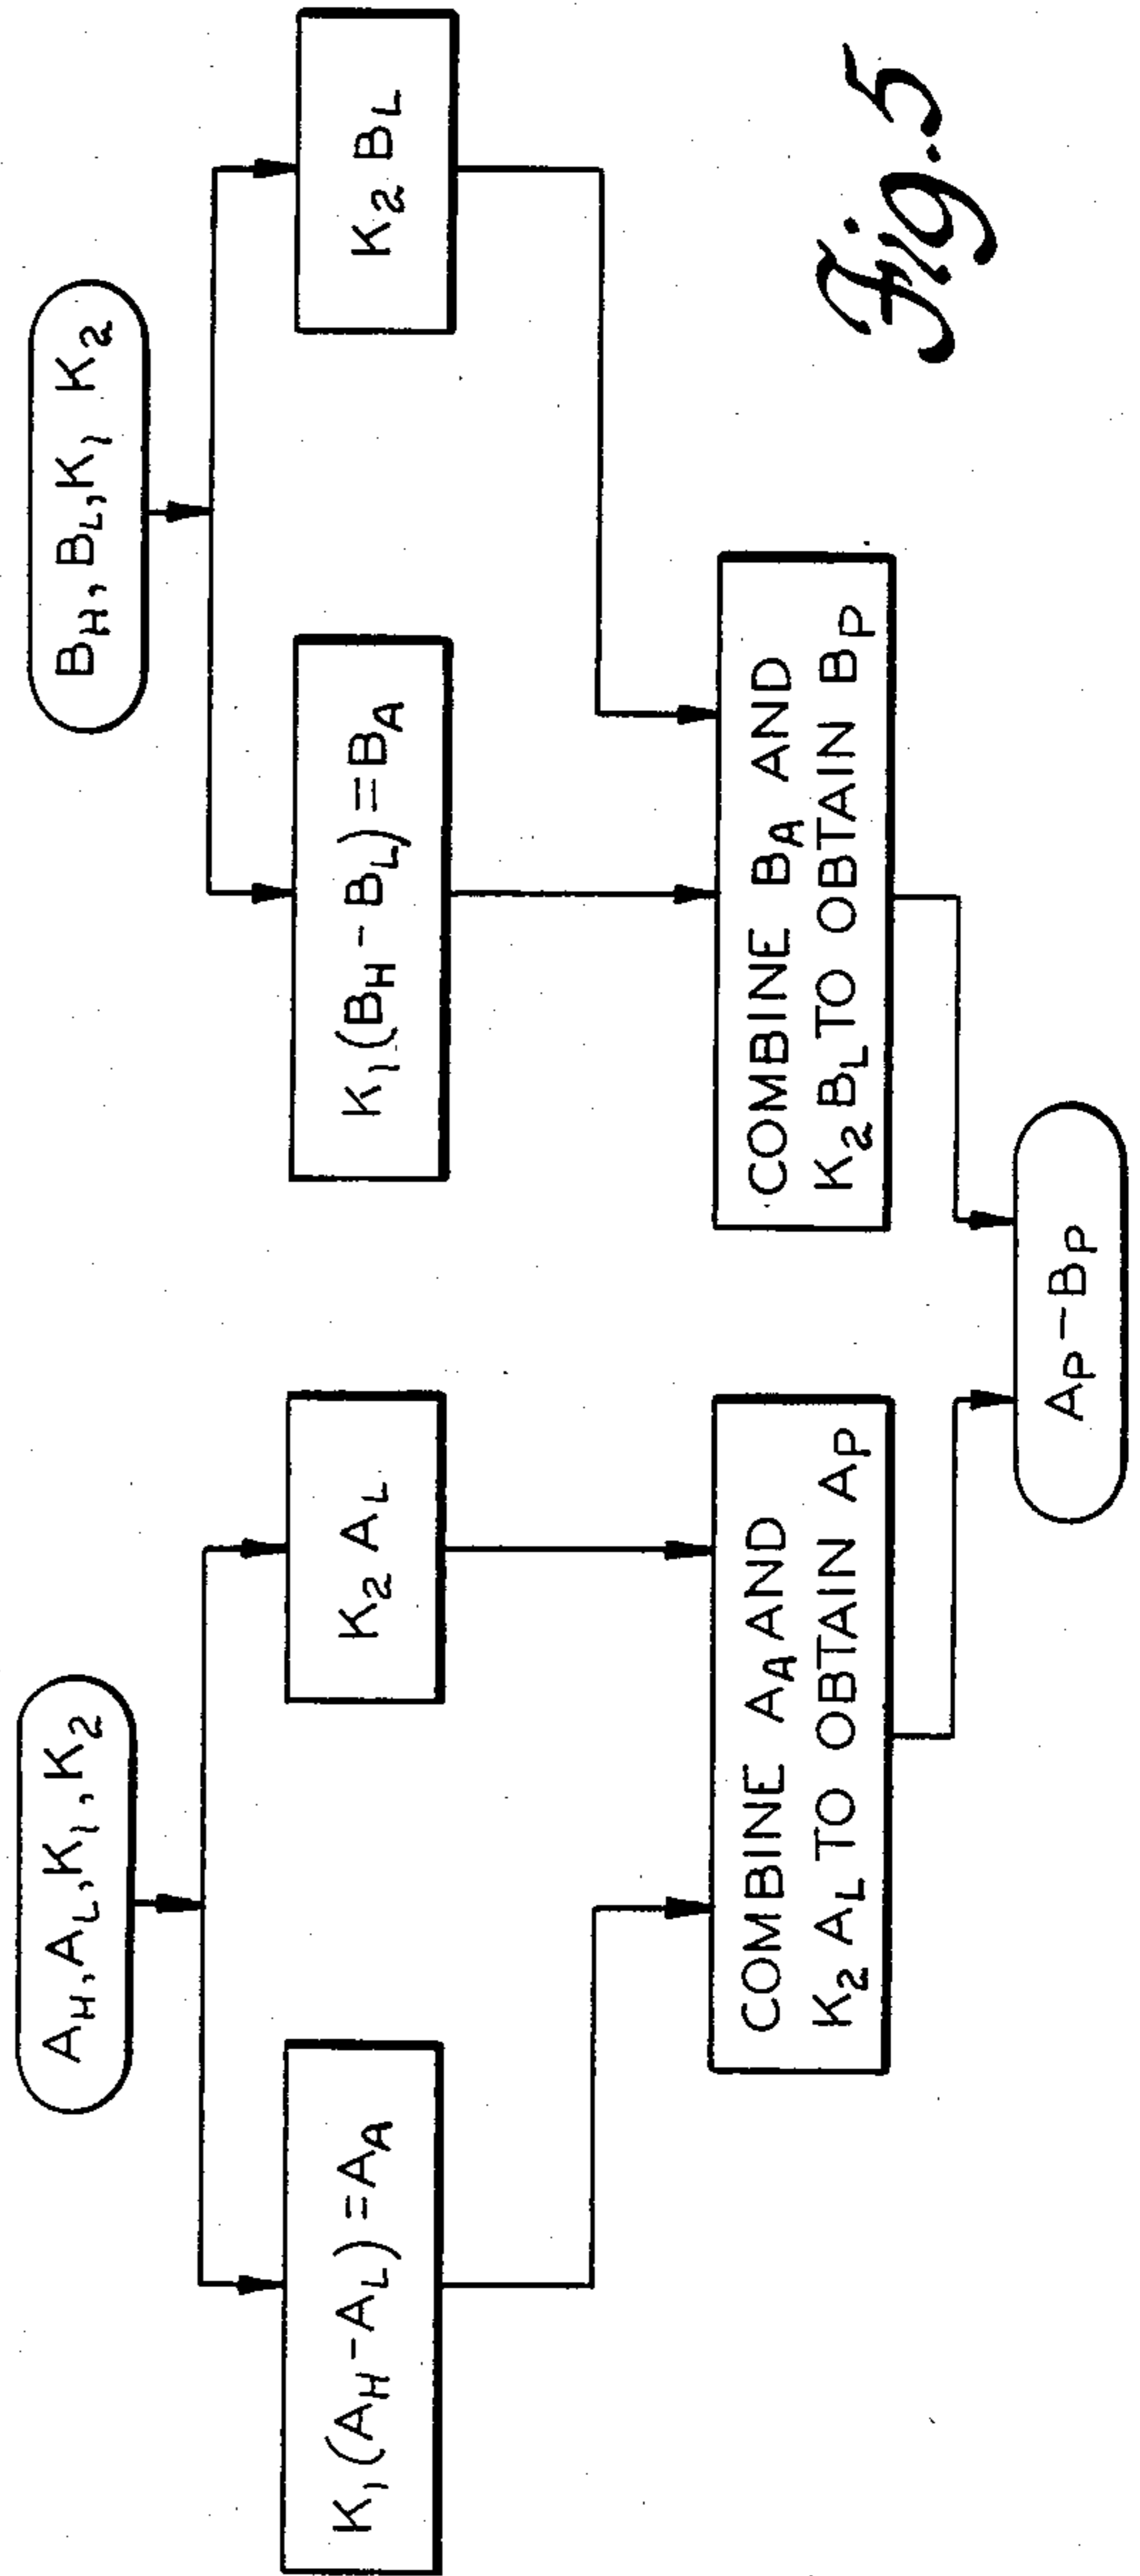 A_H, A_L, K_1, K_2
B_H, B_L, K_1 K_2
K_1(A_H-A_L)=A_A
K_2 A_L
K_1(B_H-B_L)=B_A
K_2 B_L
COMBINE A_A AND
K_2 A_L TO OBTAIN A_P
COMBINE B_A AND
K_2 B_L TO OBTAIN B_P
A_P-B_P
Fig. 5